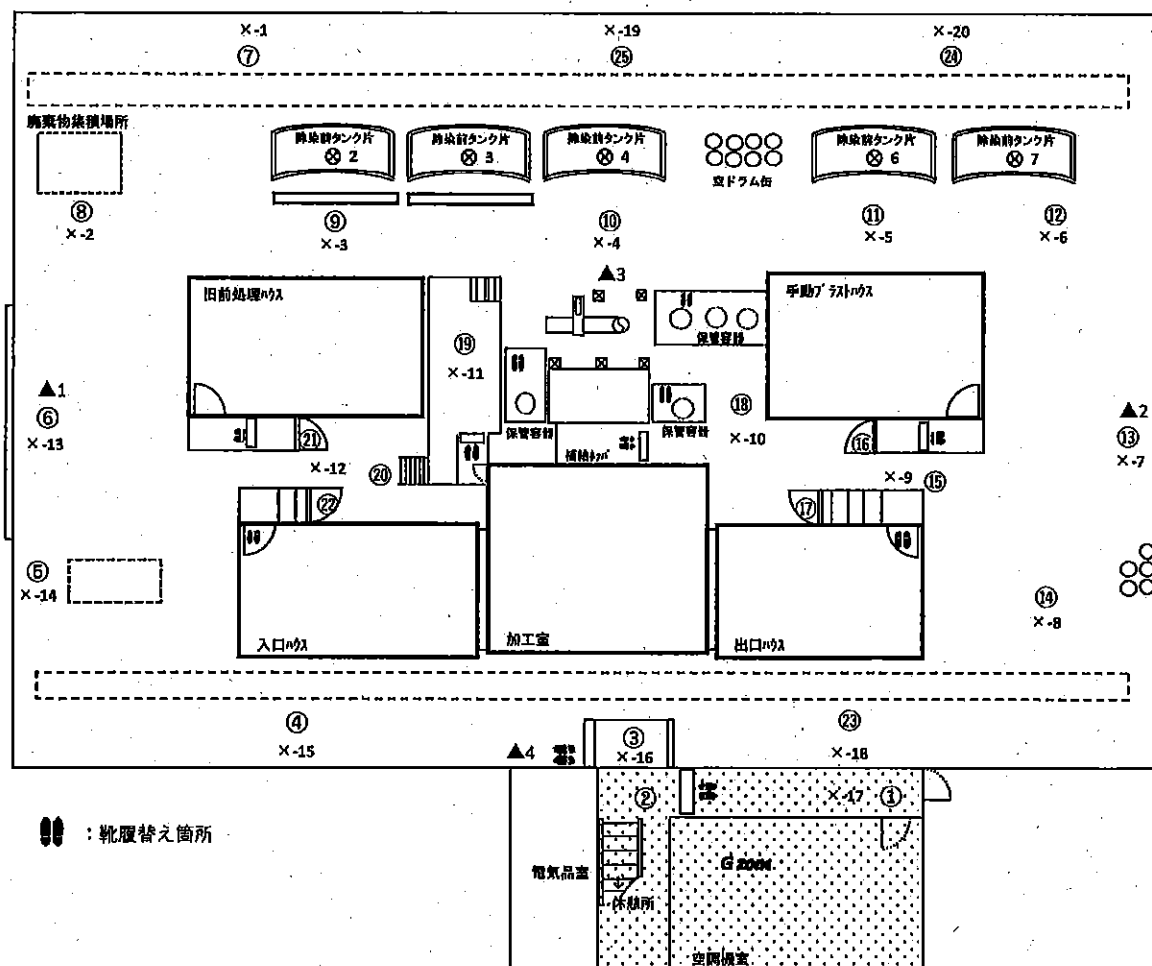 ×-1 ×-19 ×-20
⑦ ㉕ ㉔
廃棄物集積場所
除染前タンク片 除染前タンク片 除染前タンク片 除染前タンク片 除染前タンク片
⊗ 2 ⊗ 3 ⊗ 4 ⊗ 6 ⊗ 7
空ドラム缶
⑧ ⑨ ⑩ ⑪ ⑫
×-2 ×-3 ×-4 ×-5 ×-6
▲3
旧前処理ハウス
手動ブラストハウス
保管容器
⑲
×-11
▲1
⑥
×-13
⑱
×-10
▲2
⑬
×-7
保管容器 保管容器
㉑ ⑯
補給ホッパ
×-12 ⑳
×-9 ⑮
㉒ ⑰
⑤
×-14
⑭
×-8
入口ハウス
加工室
出口ハウス
④ ③ ㉓
×-15 ▲4 ×-16 ×-18
② ×-17 ①
：靴履替え箇所
電気品室
G 2001
休憩所
空調機室